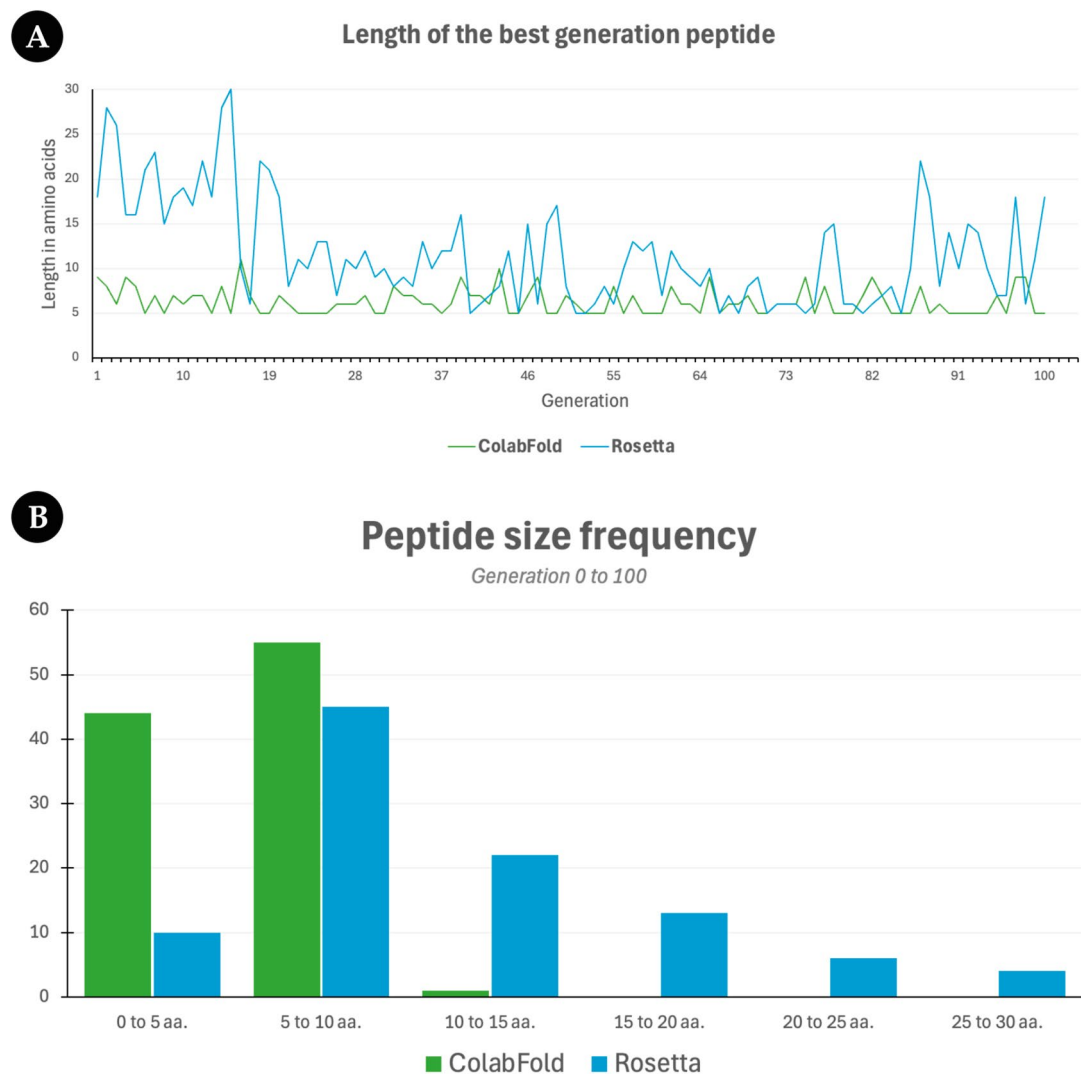 A
Length of the best generation peptide
30
25
20
15
10
5
0
Length in amino acids
1 10 19 28 37 46 55 64 73 82 91 100
Generation
ColabFold Rosetta
B
Peptide size frequency
Generation 0 to 100
60
50
40
30
20
10
0
0 to 5 aa. 5 to 10 aa. 10 to 15 aa. 15 to 20 aa. 20 to 25 aa. 25 to 30 aa.
ColabFold Rosetta